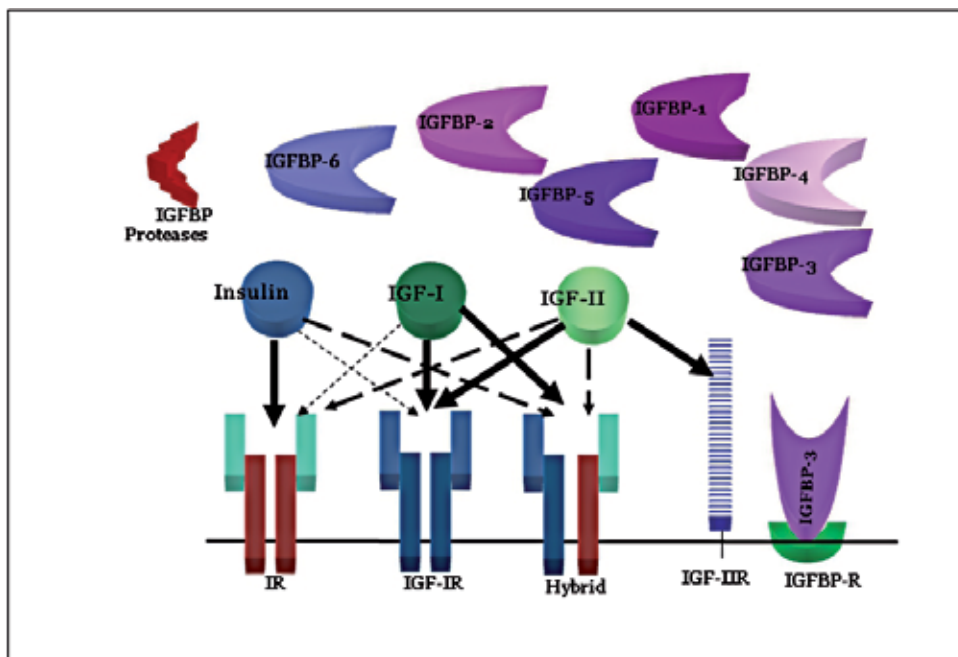 IGFBP-1
IGFBP-2
IGFBP-6
IGFBP-4
IGFBP-5
IGFBP
Proteases
IGFBP-3
Insulin
IGF-I
IGF-II
IGFBP-3
IR
IGF-IR
Hybrid
IGF-IIR
IGFBP-R